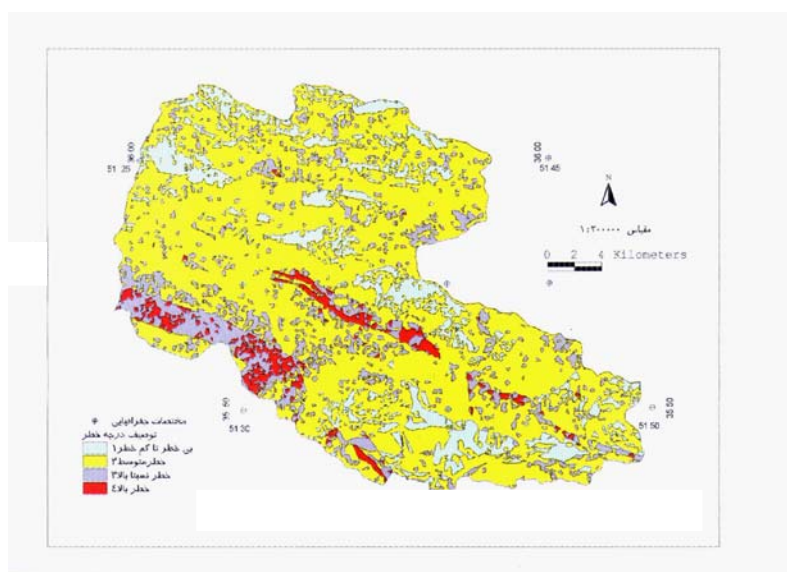 36 00
51 25
36 00
51 45
N
مقیاس ۱:۲۰۰۰۰۰
0 2 4 Kilometers
35 50
51 30
35 50
51 50
مختصات جغرافیایی
توصیف درجه خطر
بی خطر تا کم خطر۱
خطرمتوسط۲
خطر نسبتا بالا۳
خطر بالا۴